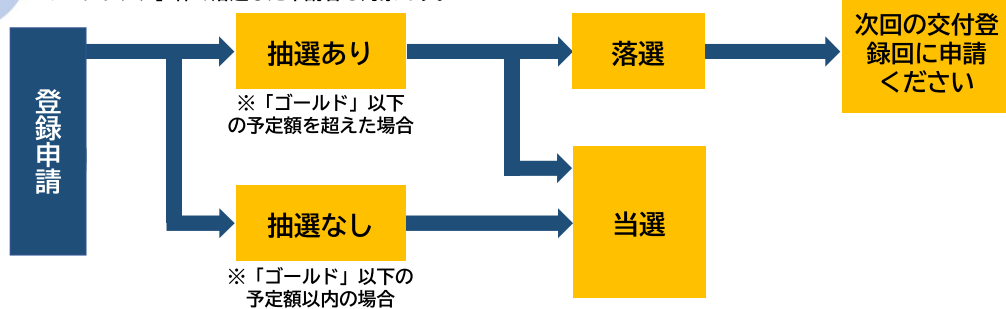 登録申請
抽選あり
※「ゴールド」以下
の予定額を超えた場合
落選
次回の交付登
録回に申請
ください
抽選なし
※「ゴールド」以下の
予定額以内の場合
当選